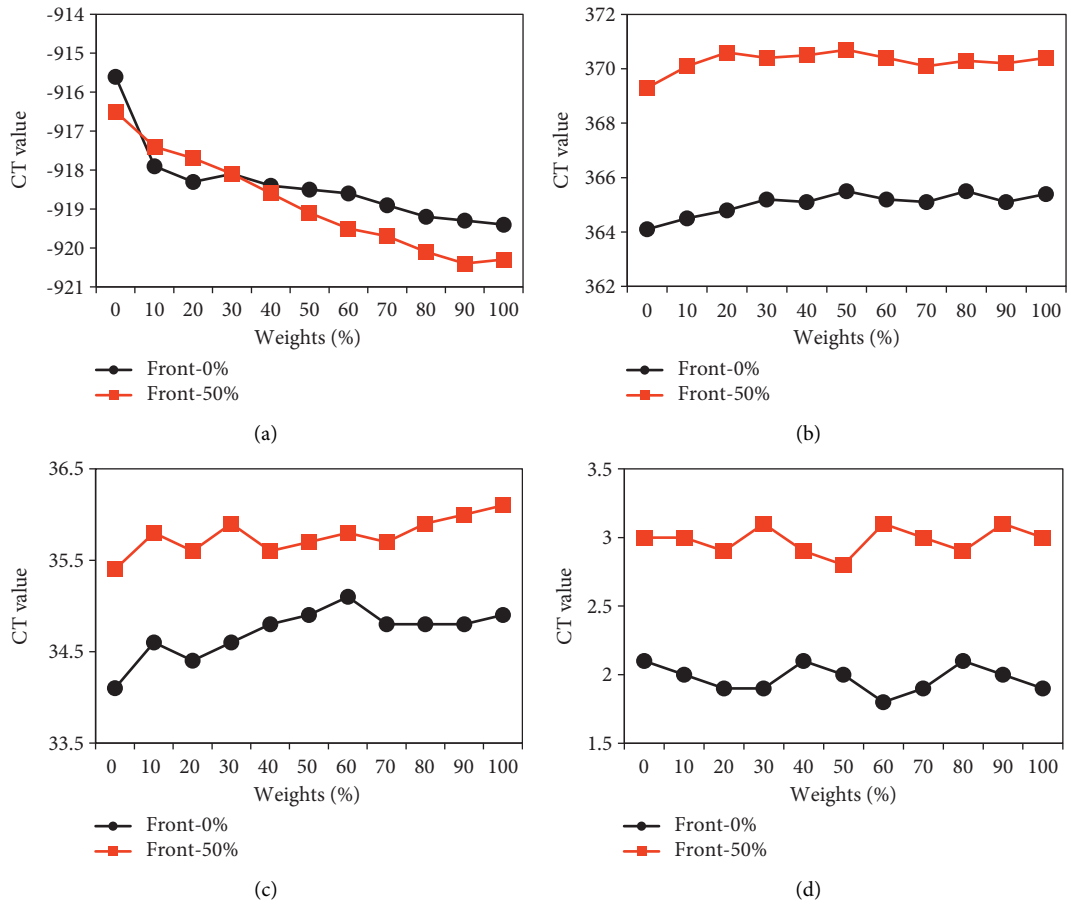 -914
-915
-916
-917
-918
-919
-920
-921
CT value
0 10 20 30 40 50 60 70 80 90 100
Weights (%)
Front-0%
Front-50%
(a)
372
370
368
366
364
362
CT value
0 10 20 30 40 50 60 70 80 90 100
Weights (%)
Front-0%
Front-50%
(b)
36.5
35.5
34.5
33.5
CT value
0 10 20 30 40 50 60 70 80 90 100
Weights (%)
Front-0%
Front-50%
(c)
3.5
3
2.5
2
1.5
CT value
0 10 20 30 40 50 60 70 80 90 100
Weights (%)
Front-0%
Front-50%
(d)